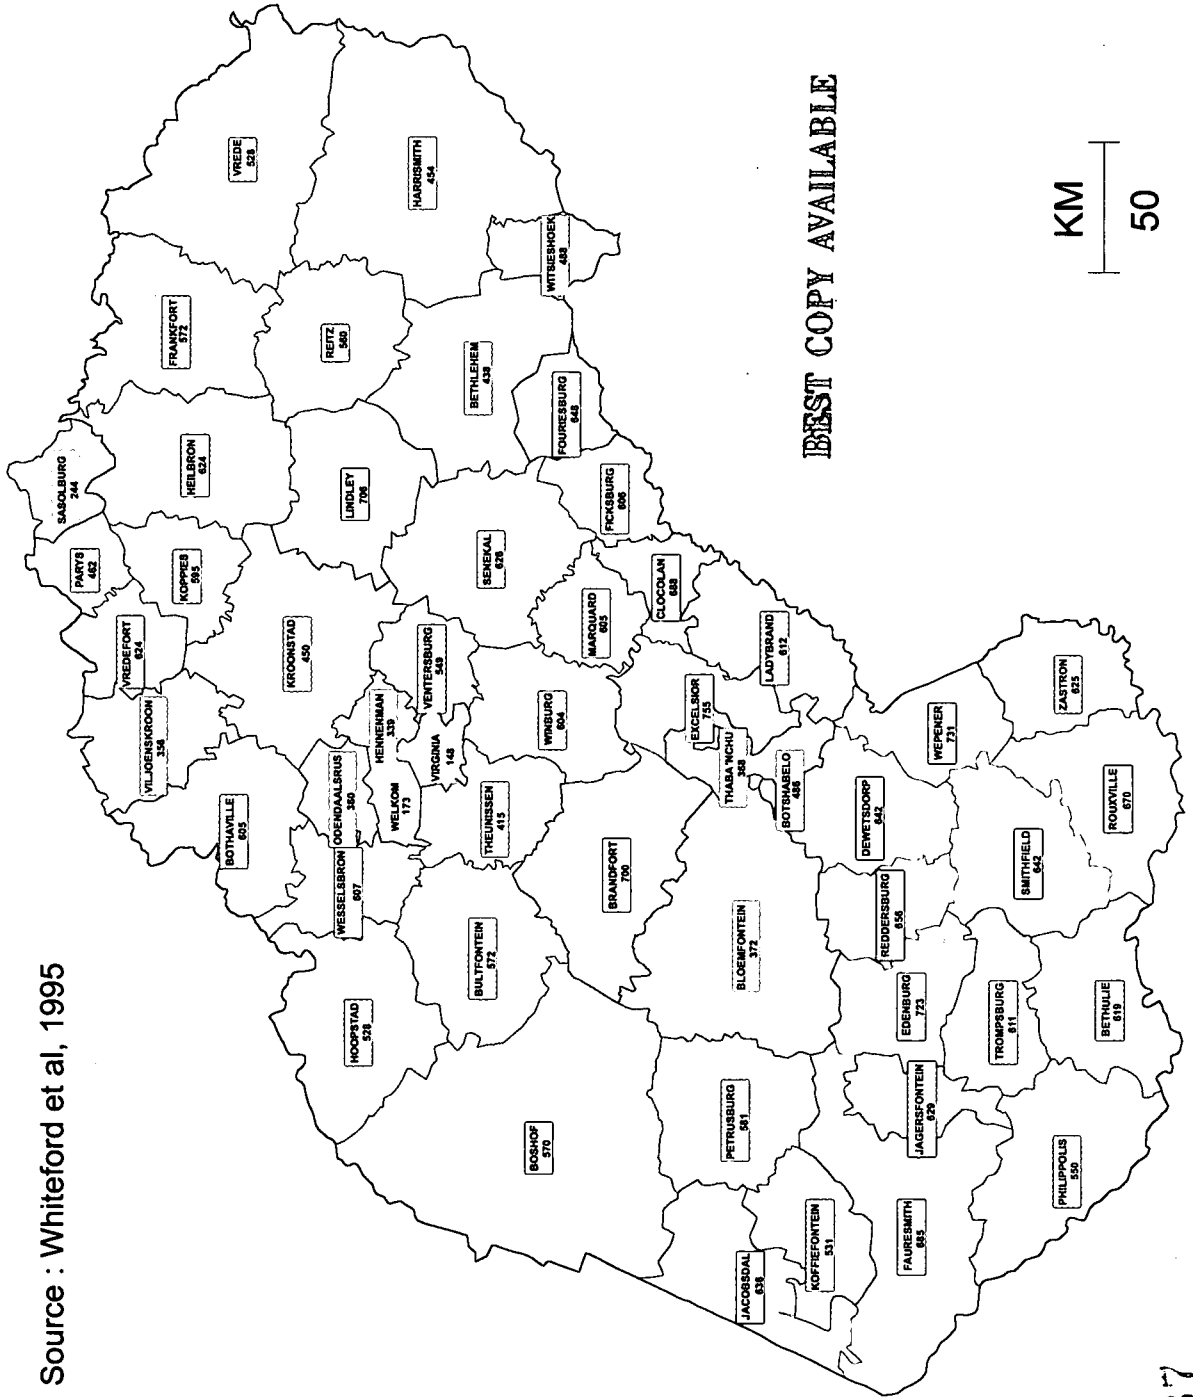 Source : Whiteford et al, 1995
SASOLBURG
244
PARYS
462
VREDEFORT
624
VILJOENSKROON
358
KOPPIES
595
HEILBRON
624
FRANKFORT
572
VREDE
528
BOTHAVILLE
605
KROONSTAD
450
LINDLEY
706
REITZ
560
HARRISMITH
454
WESSELSBRON
607
ODENDAALSRUS
360
HENNENMAN
339
HOOPSTAD
528
WELKOM
173
VIRGINIA
148
VENTERSBURG
549
BETHLEHEM
438
WITSIESHOEK
488
BULTFONTEIN
572
THEUNISSEN
415
SENEKAL
626
FOURIESBURG
648
BOSHOF
570
WINBURG
604
MARQUARD
605
FICKSBURG
606
BRANDFORT
700
CLOCOLAN
688
EXCELSIOR
755
LADYBRAND
612
THABA 'NCHU
368
PETRUSBURG
581
BLOEMFONTEIN
372
BOTSHABELO
486
JACOBSDAL
636
KOFFIEFONTEIN
531
DEWETSDORP
642
REDDERSBURG
656
WEPENER
731
FAURESMITH
685
JAGERSFONTEIN
629
EDENBURG
723
TROMPSBURG
611
SMITHFIELD
642
ZASTRON
625
PHILIPPOLIS
550
BETHULIE
619
ROUXVILLE
670
BEST COPY AVAILABLE
KM
50